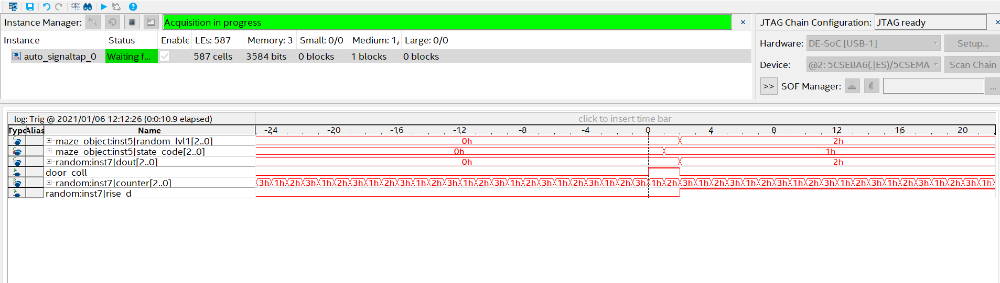 Instance Manager:
Acquisition in progress
×
JTAG Chain Configuration:
JTAG ready
×
Instance Status Enable LEs: 587 Memory: 3 Small: 0/0 Medium: 1/ Large: 0/0
auto_signaltap_0 Waiting f... 587 cells 3584 bits 0 blocks 1 blocks 0 blocks
Hardware: DE-SoC [USB-1] Setup...
Device: @2: 5CSEBA6(.|ES)/5CSEMA Scan Chain
>> SOF Manager: ...
log: Trig @ 2021/01/06 12:12:26 (0:0:10.9 elapsed) click to insert time bar
Type Alias Name -24 -20 -16 -12 -8 -4 0 4 8 12 16 20
maze_object:inst5|random_lvl1[2..0] 0h 2h
maze_object:inst5|state_code[2..0] 0h 1h
random:inst7|dout[2..0] 0h 2h
door_coll
random:inst7|counter[2..0] 3h 1h 2h 3h 1h 2h 3h 1h 2h 3h 1h 2h 3h 1h 2h 3h 1h 2h 3h 1h 2h 3h 1h 2h 3h 1h 2h 3h 1h 2h 3h 1h 2h 3h 1h 2h 3h 1h 2h 3h 1h 2h 3h 1h 2h 3h 1h
random:inst7|rise_d